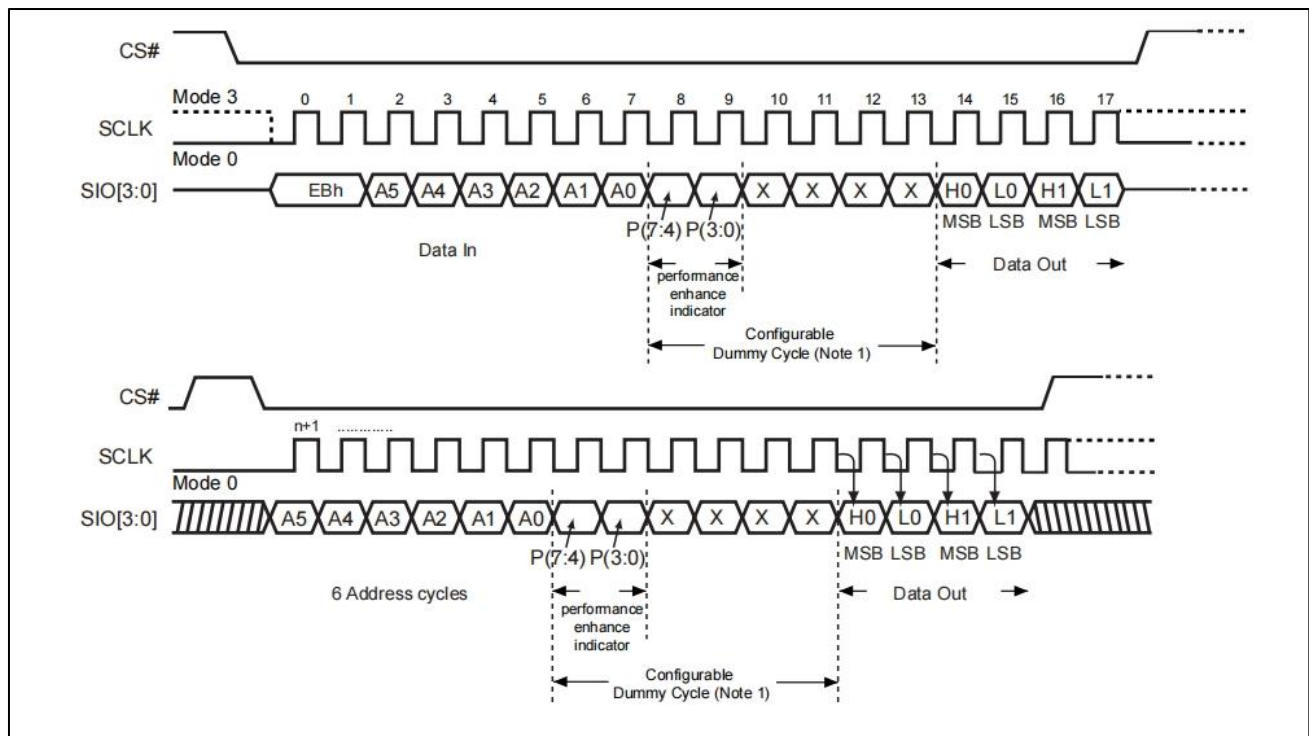 CS#
Mode 3
0 1 2 3 4 5 6 7 8 9 10 11 12 13 14 15 16 17
SCLK
Mode 0
SIO[3:0] EBh A5 A4 A3 A2 A1 A0 X X X X H0 L0 H1 L1
P(7:4) P(3:0) MSB LSB MSB LSB
Data In
performance
enhance
indicator
Data Out
Configurable
Dummy Cycle (Note 1)
CS#
n+1 .............
SCLK
Mode 0
SIO[3:0] A5 A4 A3 A2 A1 A0 X X X X H0 L0 H1 L1
P(7:4) P(3:0) MSB LSB MSB LSB
6 Address cycles
performance
enhance
indicator
Data Out
Configurable
Dummy Cycle (Note 1)